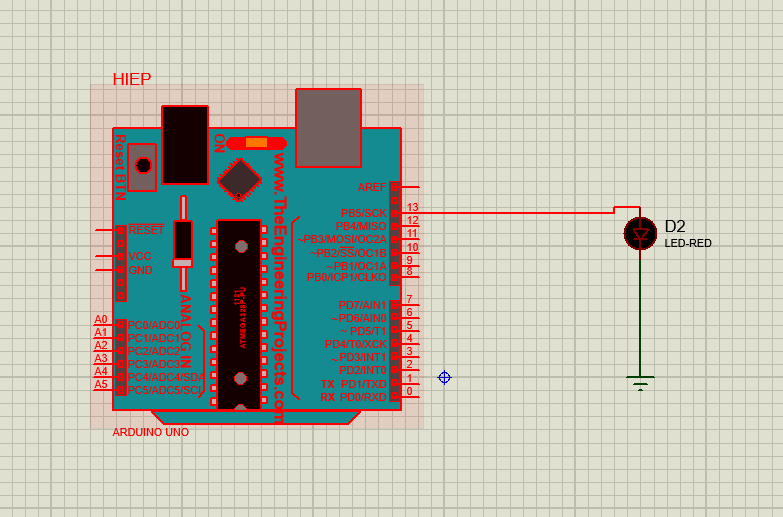 HIEP
Reset BTN
ON
www.TheEngineeringProjects.com
AREF
PB5/SCK 13
PB4/MISO 12
~PB3/MOSI/OC2A 11
~PB2/SS/OC1B 10
~PB1/OC1A 9
PB0/ICP1/CLKO 8
PD7/AIN1 7
~PD6/AIN0 6
~PD5/T1 5
PD4/T0/XCK 4
~PD3/INT1 3
PD2/INT0 2
TX PD1/TXD 1
RX PD0/RXD 0
RESET
VCC
GND
ANALOG IN
A0 PC0/ADC0
A1 PC1/ADC1
A2 PC2/ADC2
A3 PC3/ADC3
A4 PC4/ADC4/SDA
A5 PC5/ADC5/SCL
1121
ATMEGA328P-PU
ARDUINO UNO
D2
LED-RED